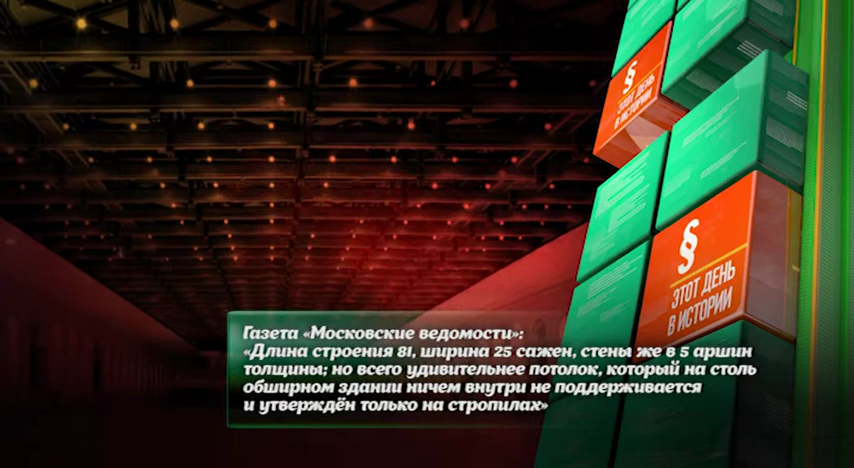 §
ЭТОТ ДЕНЬ
В ИСТОРИИ
§
ЭТОТ ДЕНЬ
В ИСТОРИИ
Газета «Московские ведомости»:
«Длина строения 81, ширина 25 сажен, стены же в 5 аршин
толщины; но всего удивительнее потолок, который на столь
обширном здании ничем внутри не поддерживается
и утверждён только на стропилах»